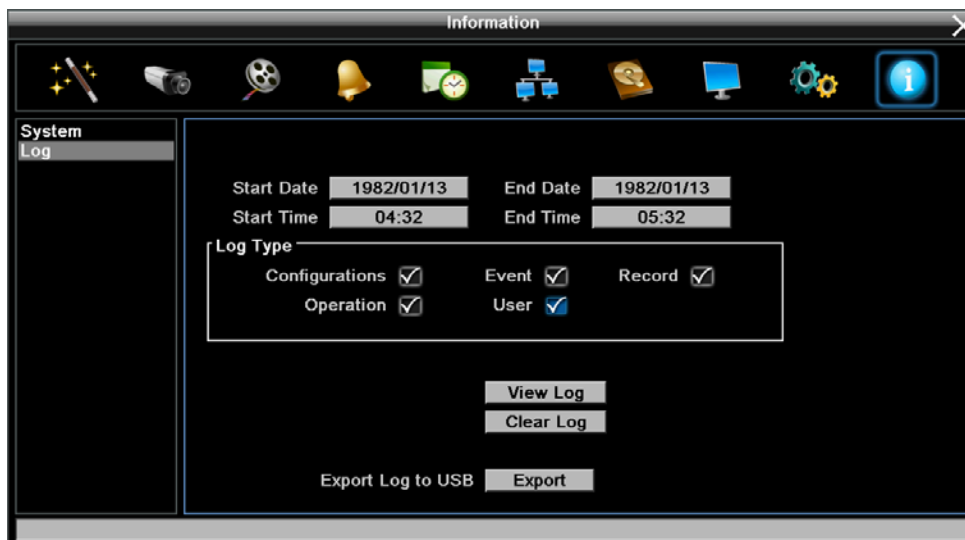 Information
System
Log
Start Date 1982/01/13 End Date 1982/01/13
Start Time 04:32 End Time 05:32
Log Type
Configurations Event Record
Operation User
View Log
Clear Log
Export Log to USB Export